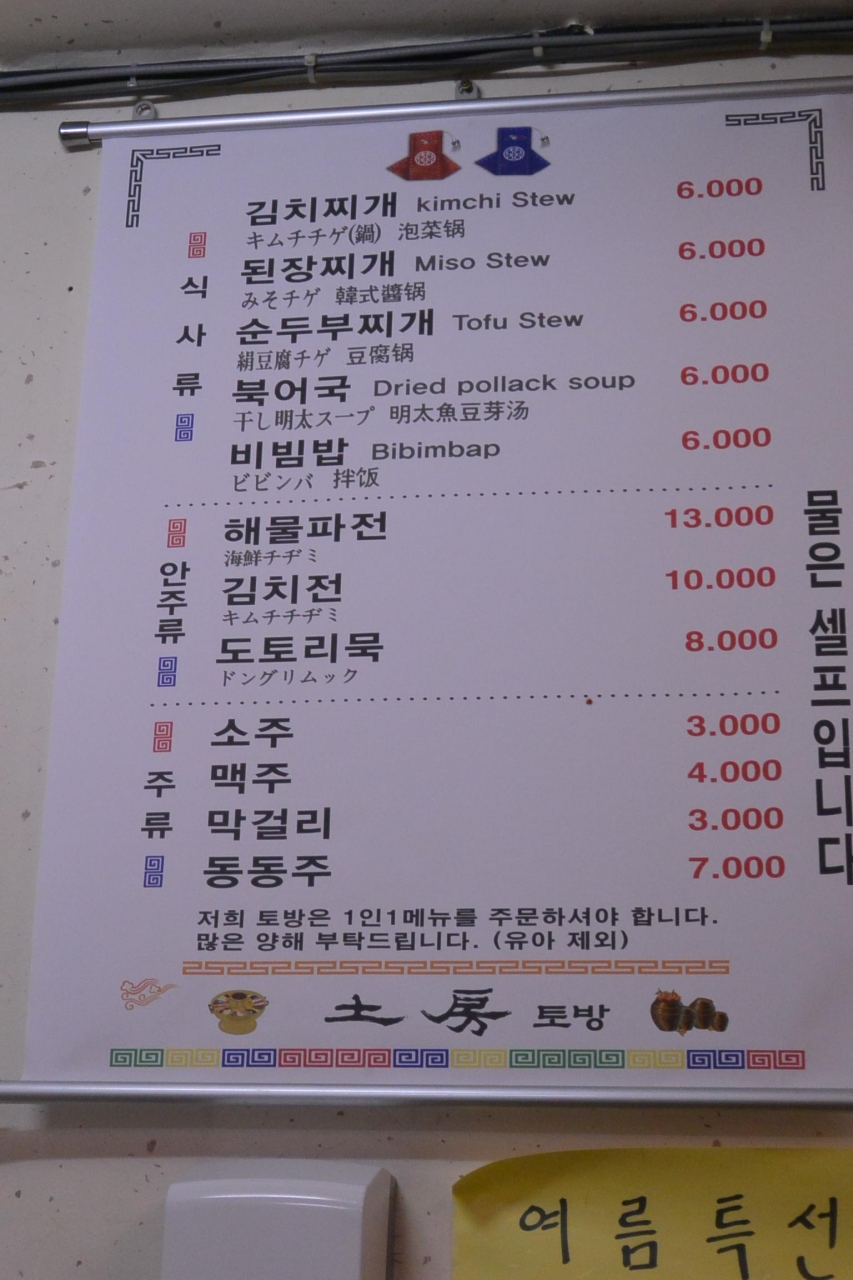 김치찌개 kimchi Stew 6.000
キムチチゲ(鍋) 泡菜锅
된장찌개 Miso Stew 6.000
みそチゲ 韓式醬锅
순두부찌개 Tofu Stew 6.000
絹豆腐チゲ 豆腐锅
북어국 Dried pollack soup 6.000
干し明太スープ 明太魚豆芽汤
비빔밥 Bibimbap 6.000
ビビンバ 拌饭
식사류
해물파전 13.000
海鮮チヂミ
김치전 10.000
キムチチヂミ
도토리묵 8.000
ドングリムック
안주류
소주 3.000
맥주 4.000
막걸리 3.000
동동주 7.000
주류
물은 셀프입니다
저희 토방은 1인1메뉴를 주문하셔야 합니다.
많은 양해 부탁드립니다. (유아 제외)
土房 토방
여름특선